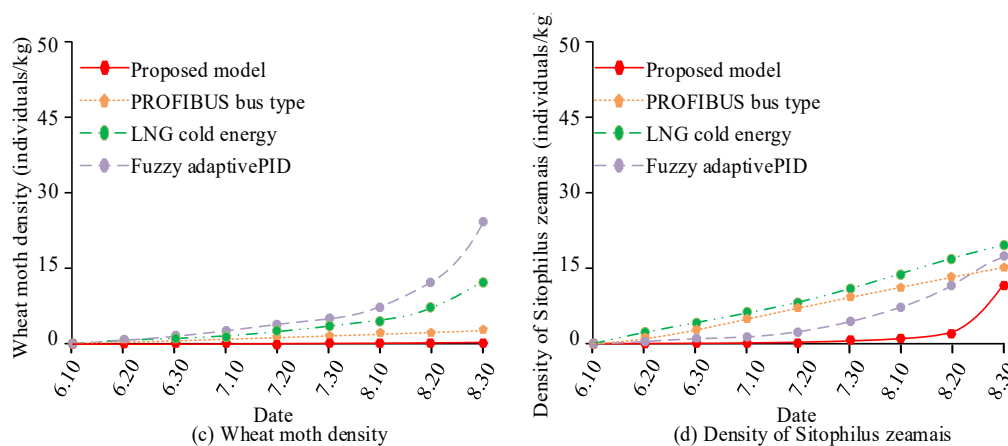 Wheat moth density (individuals/kg)
50
45
30
15
0
Proposed model
PROFIBUS bus type
LNG cold energy
Fuzzy adaptivePID
6.10 6.20 6.30 7.10 7.20 7.30 8.10 8.20 8.30
Date
(c) Wheat moth density
Density of Sitophilus zeamais (individuals/kg)
50
45
30
15
0
Proposed model
PROFIBUS bus type
LNG cold energy
Fuzzy adaptivePID
6.10 6.20 6.30 7.10 7.20 7.30 8.10 8.20 8.30
Date
(d) Density of Sitophilus zeamais